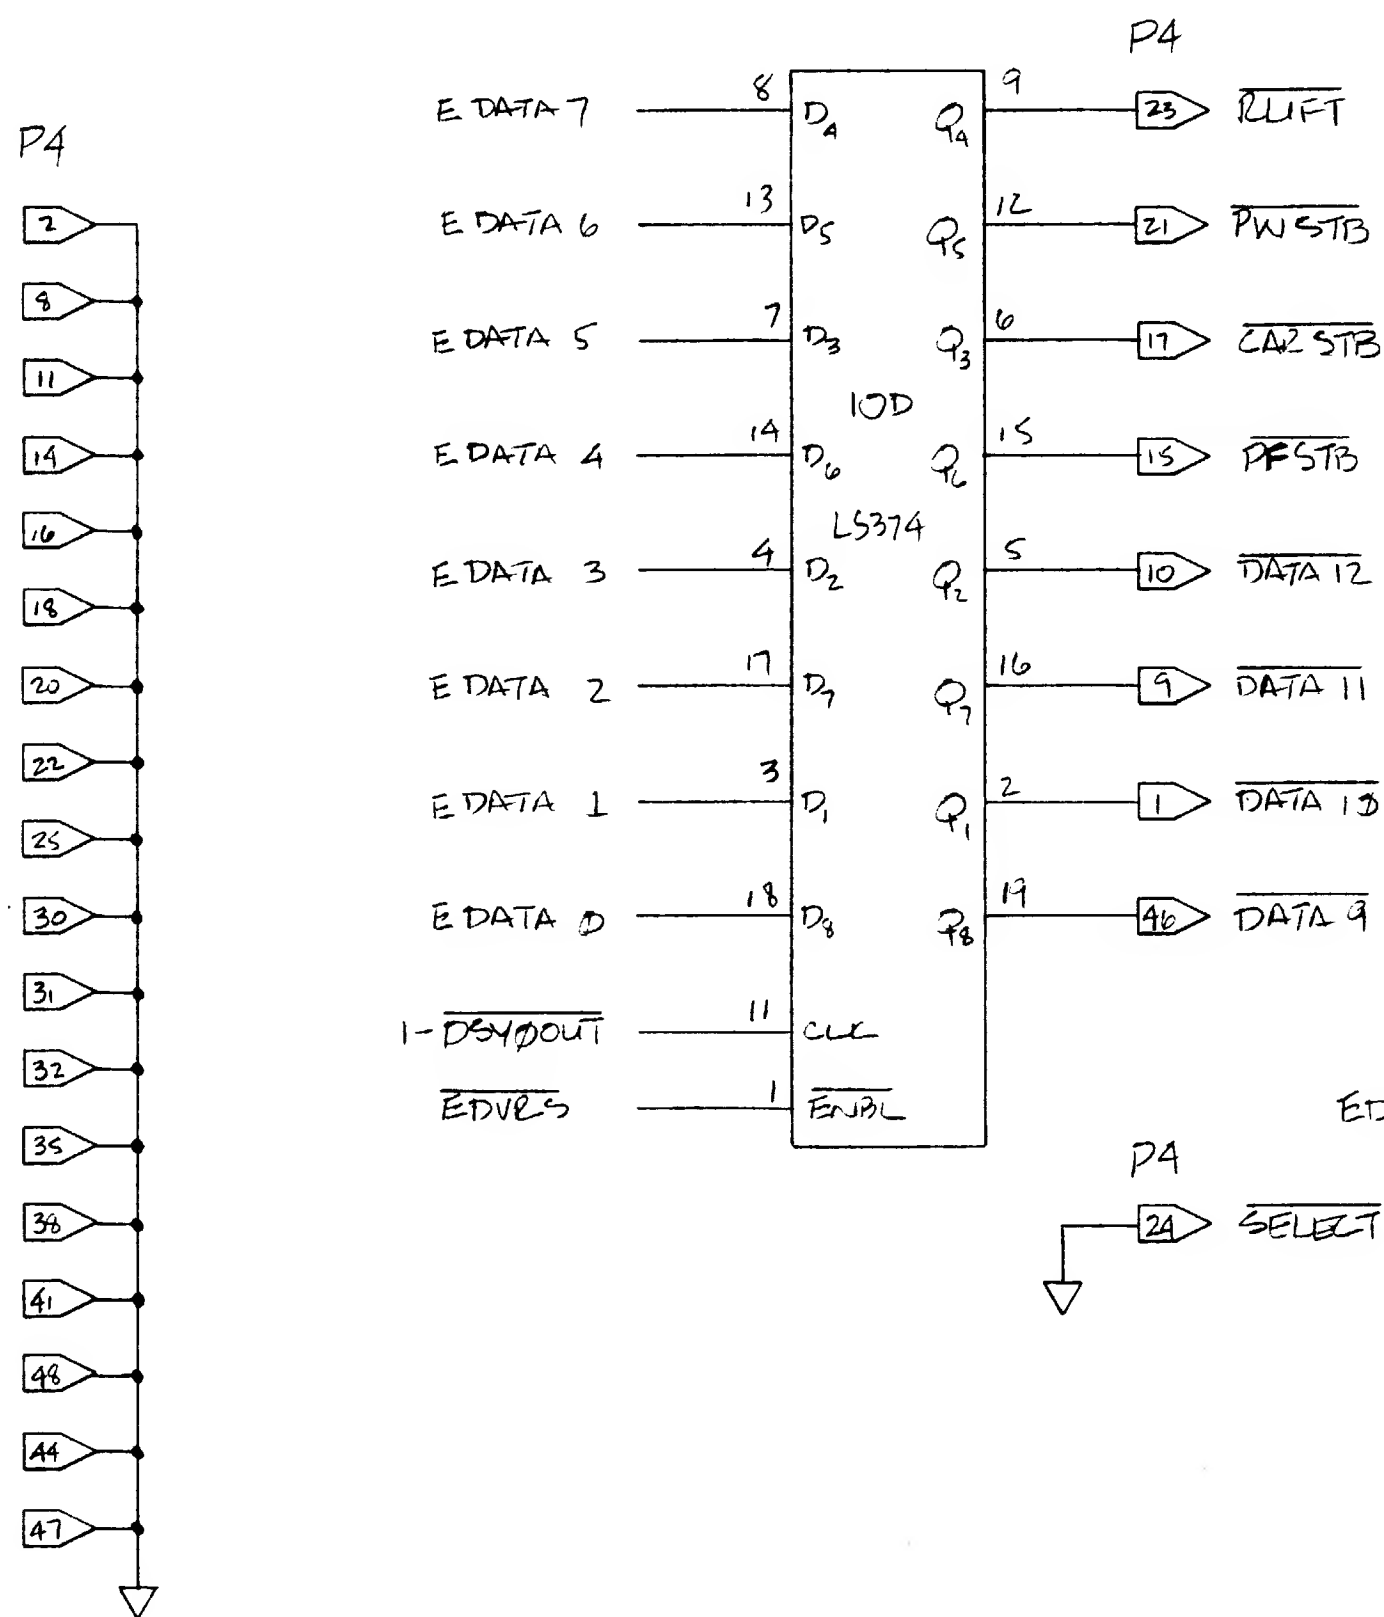 P4
2
8
11
14
16
18
20
22
25
30
31
32
35
38
41
48
44
47
P4
E DATA 7 8 D4 Q4 9 23 RLIFT
E DATA 6 13 D5 Q5 12 21 PW STB
E DATA 5 7 D3 Q3 6 17 CAR STB
10D
E DATA 4 14 D6 Q6 15 15 PFSTB
LS374
E DATA 3 4 D2 Q2 5 10 DATA 12
E DATA 2 17 D7 Q7 16 9 DATA 11
E DATA 1 3 D1 Q1 2 1 DATA 10
E DATA 0 18 D8 Q8 19 46 DATA 9
1-DSYØOUT 11 CLK
EDVRS 1 ENBL
ED
P4
24 SELECT